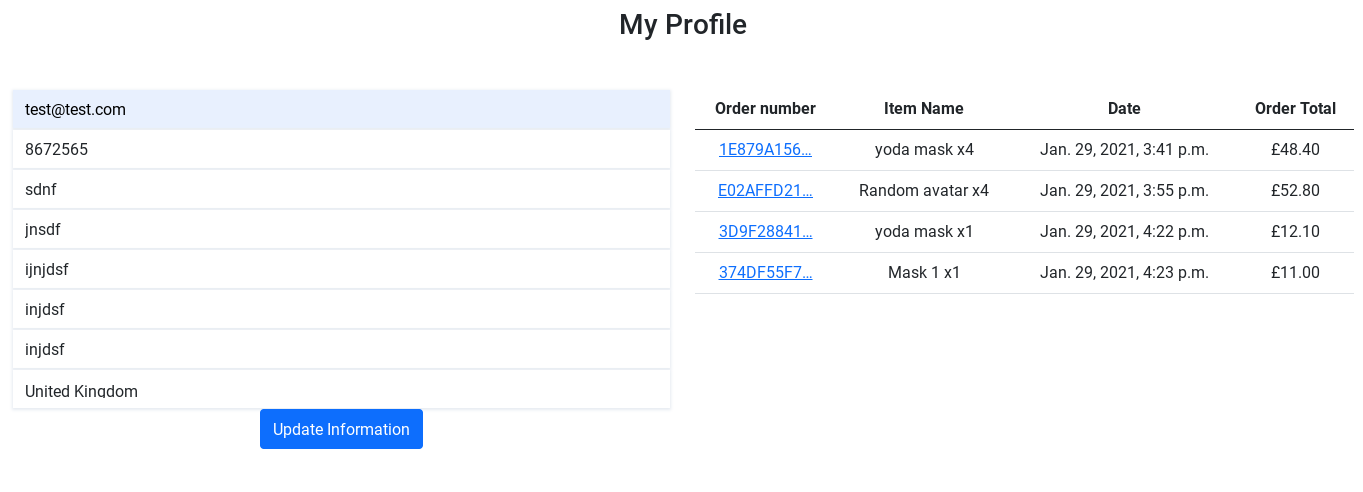 My Profile
test@test.com
8672565
sdnf
jnsdf
ijnjdsf
injdsf
injdsf
United Kingdom
Update Information
Order number Item Name Date Order Total
1E879A156… yoda mask x4 Jan. 29, 2021, 3:41 p.m. £48.40
E02AFFD21… Random avatar x4 Jan. 29, 2021, 3:55 p.m. £52.80
3D9F28841… yoda mask x1 Jan. 29, 2021, 4:22 p.m. £12.10
374DF55F7… Mask 1 x1 Jan. 29, 2021, 4:23 p.m. £11.00